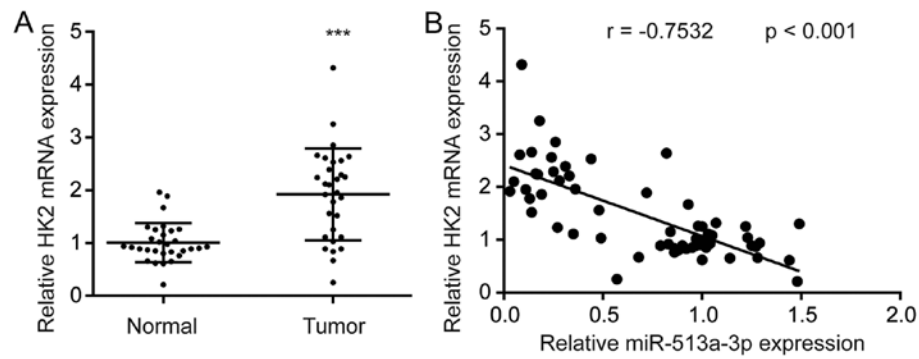 A
Relative HK2 mRNA expression
5
4
3
2
1
0
***
Normal
Tumor
B
r = -0.7532
p < 0.001
Relative HK2 mRNA expression
5
4
3
2
1
0
0.0
0.5
1.0
1.5
2.0
Relative miR-513a-3p expression